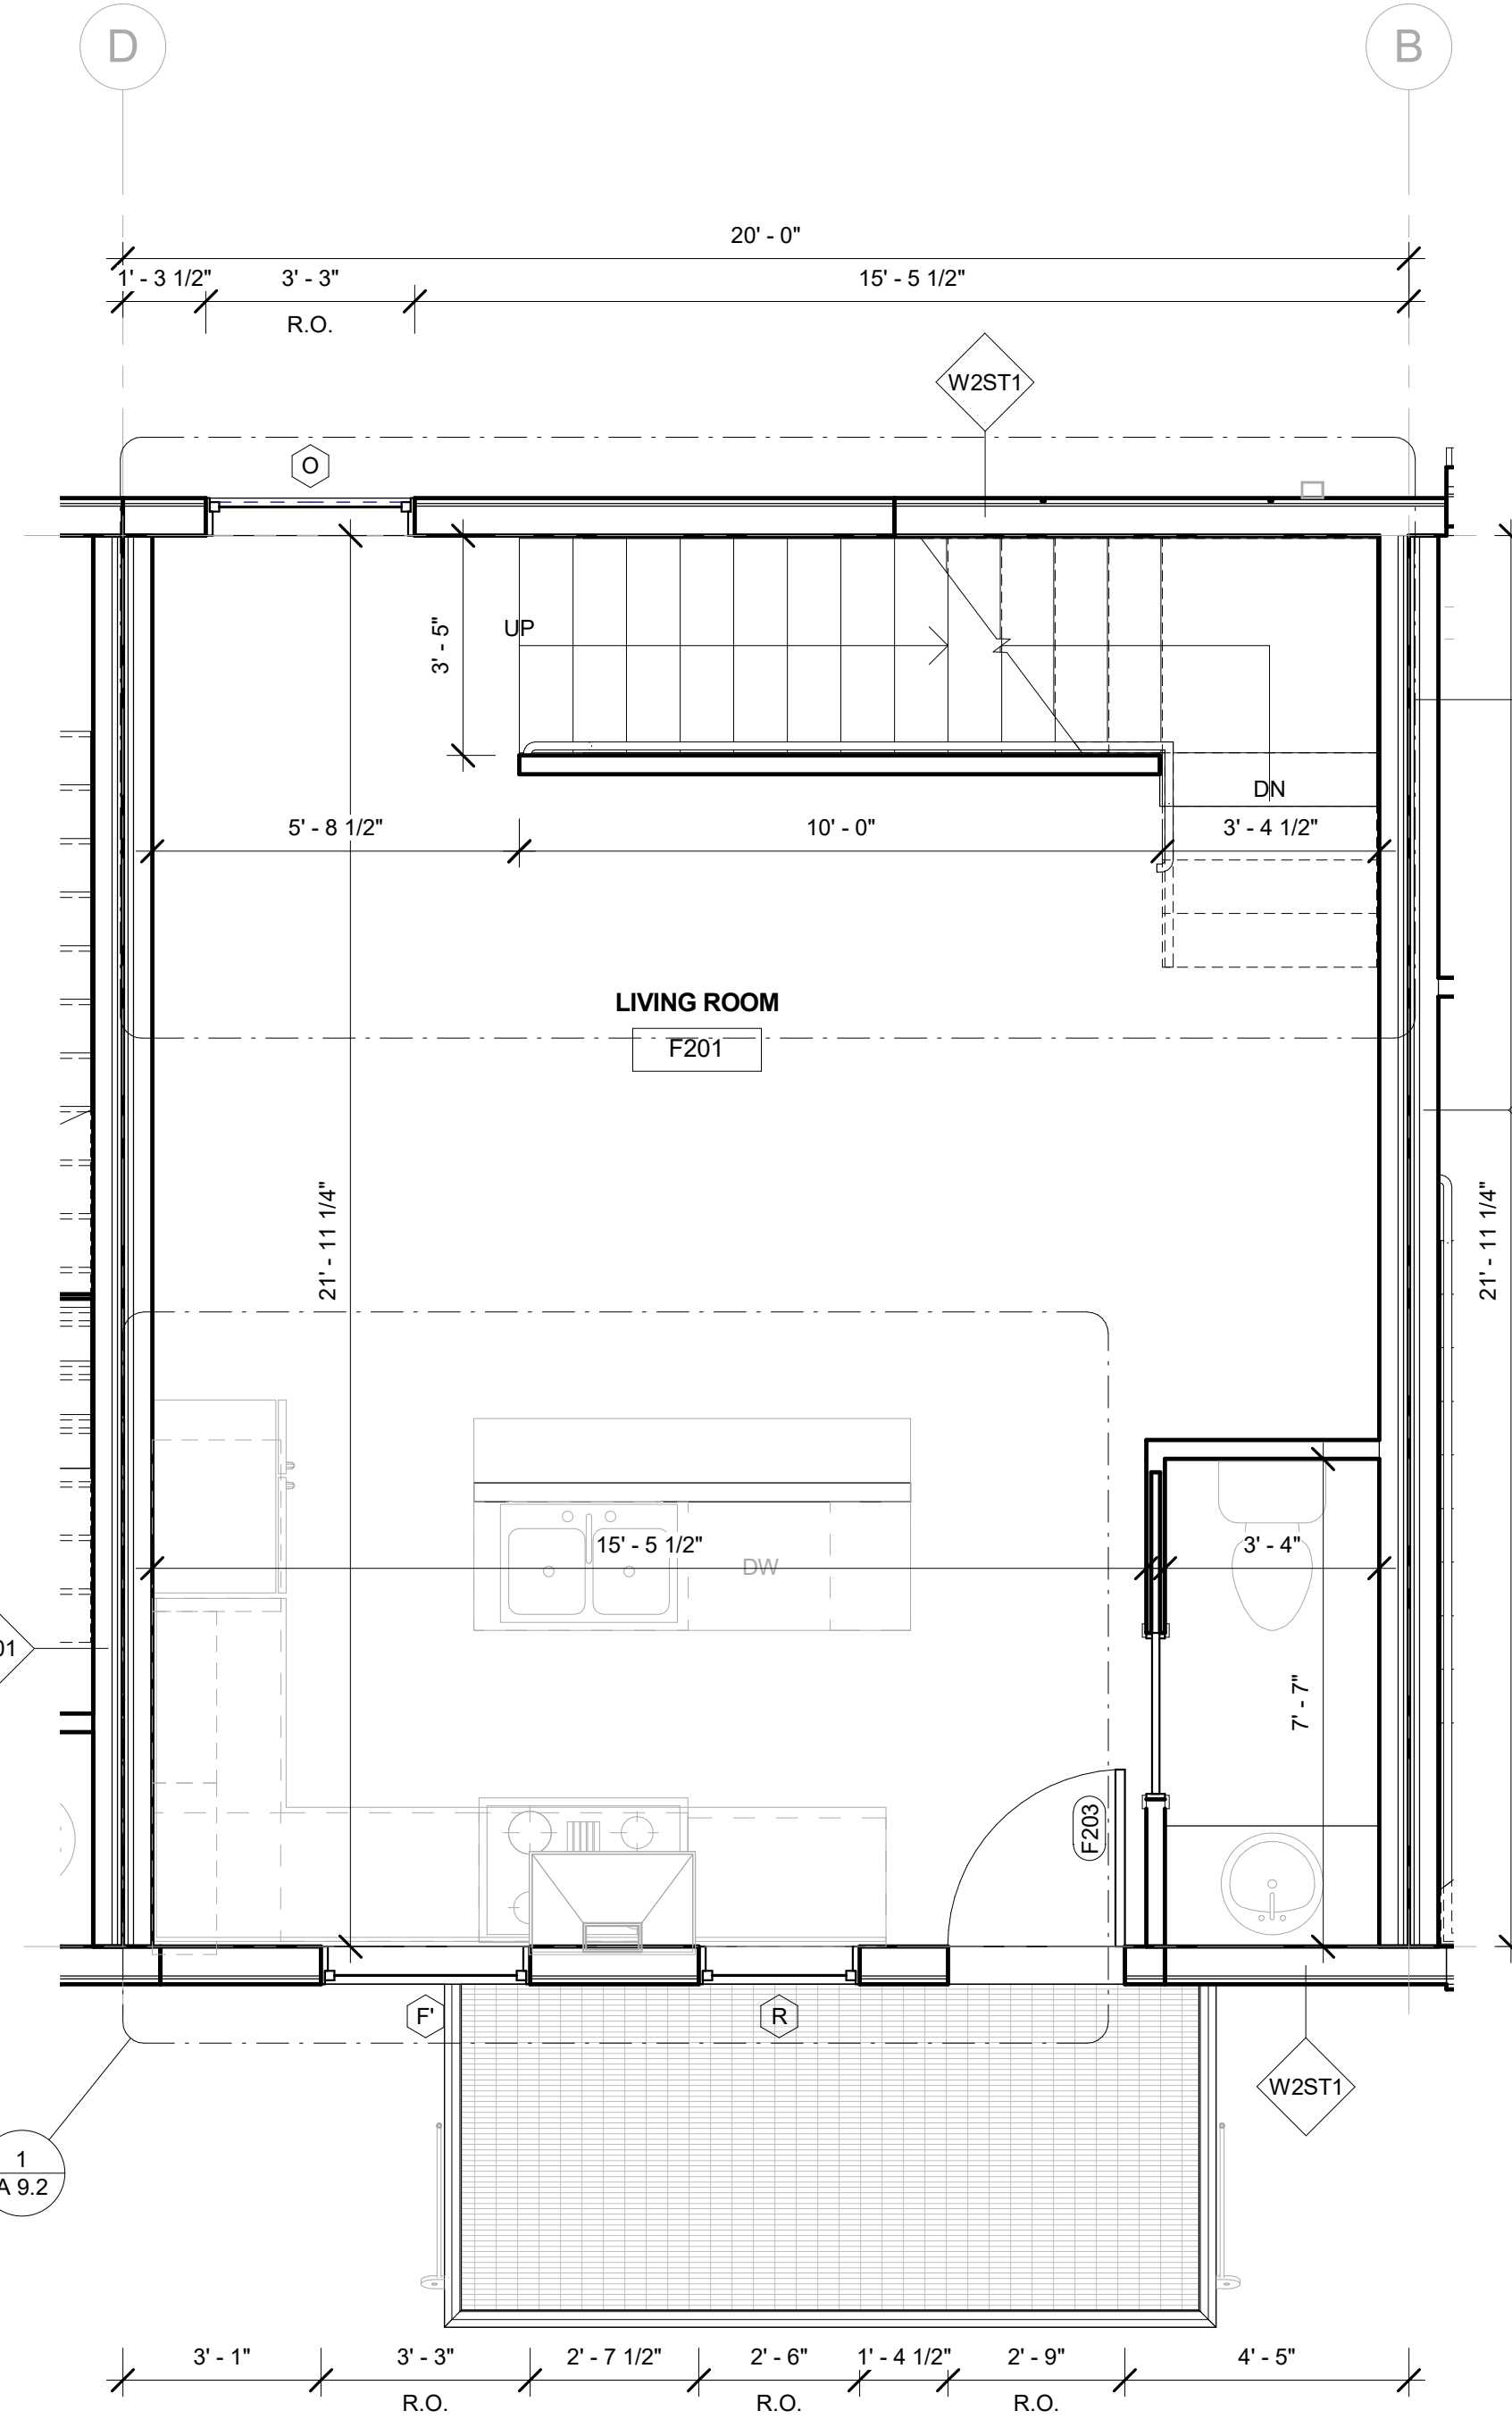 D
B
20' - 0"
1' - 3 1/2"
3' - 3"
15' - 5 1/2"
R.O.
W2ST1
O
UP
3' - 5"
DN
5' - 8 1/2"
10' - 0"
3' - 4 1/2"
LIVING ROOM
F201
21' - 11 1/4"
21' - 11 1/4"
15' - 5 1/2"
DW
3' - 4"
01
7' - 7"
F203
F'
R
W2ST1
1
A 9.2
3' - 1"
3' - 3"
2' - 7 1/2"
2' - 6"
1' - 4 1/2"
2' - 9"
4' - 5"
R.O.
R.O.
R.O.